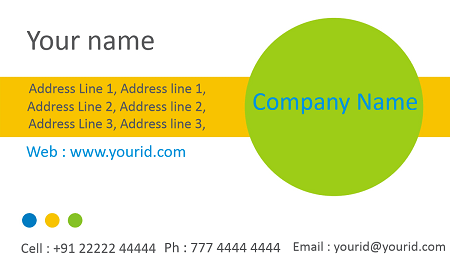 Your name
Address Line 1, Address line 1,
Address Line 2, Address line 2,
Address Line 3, Address line 3,
Company Name
Web : www.yourid.com
Cell : +91 22222 44444 Ph : 777 4444 4444 Email : yourid@yourid.com